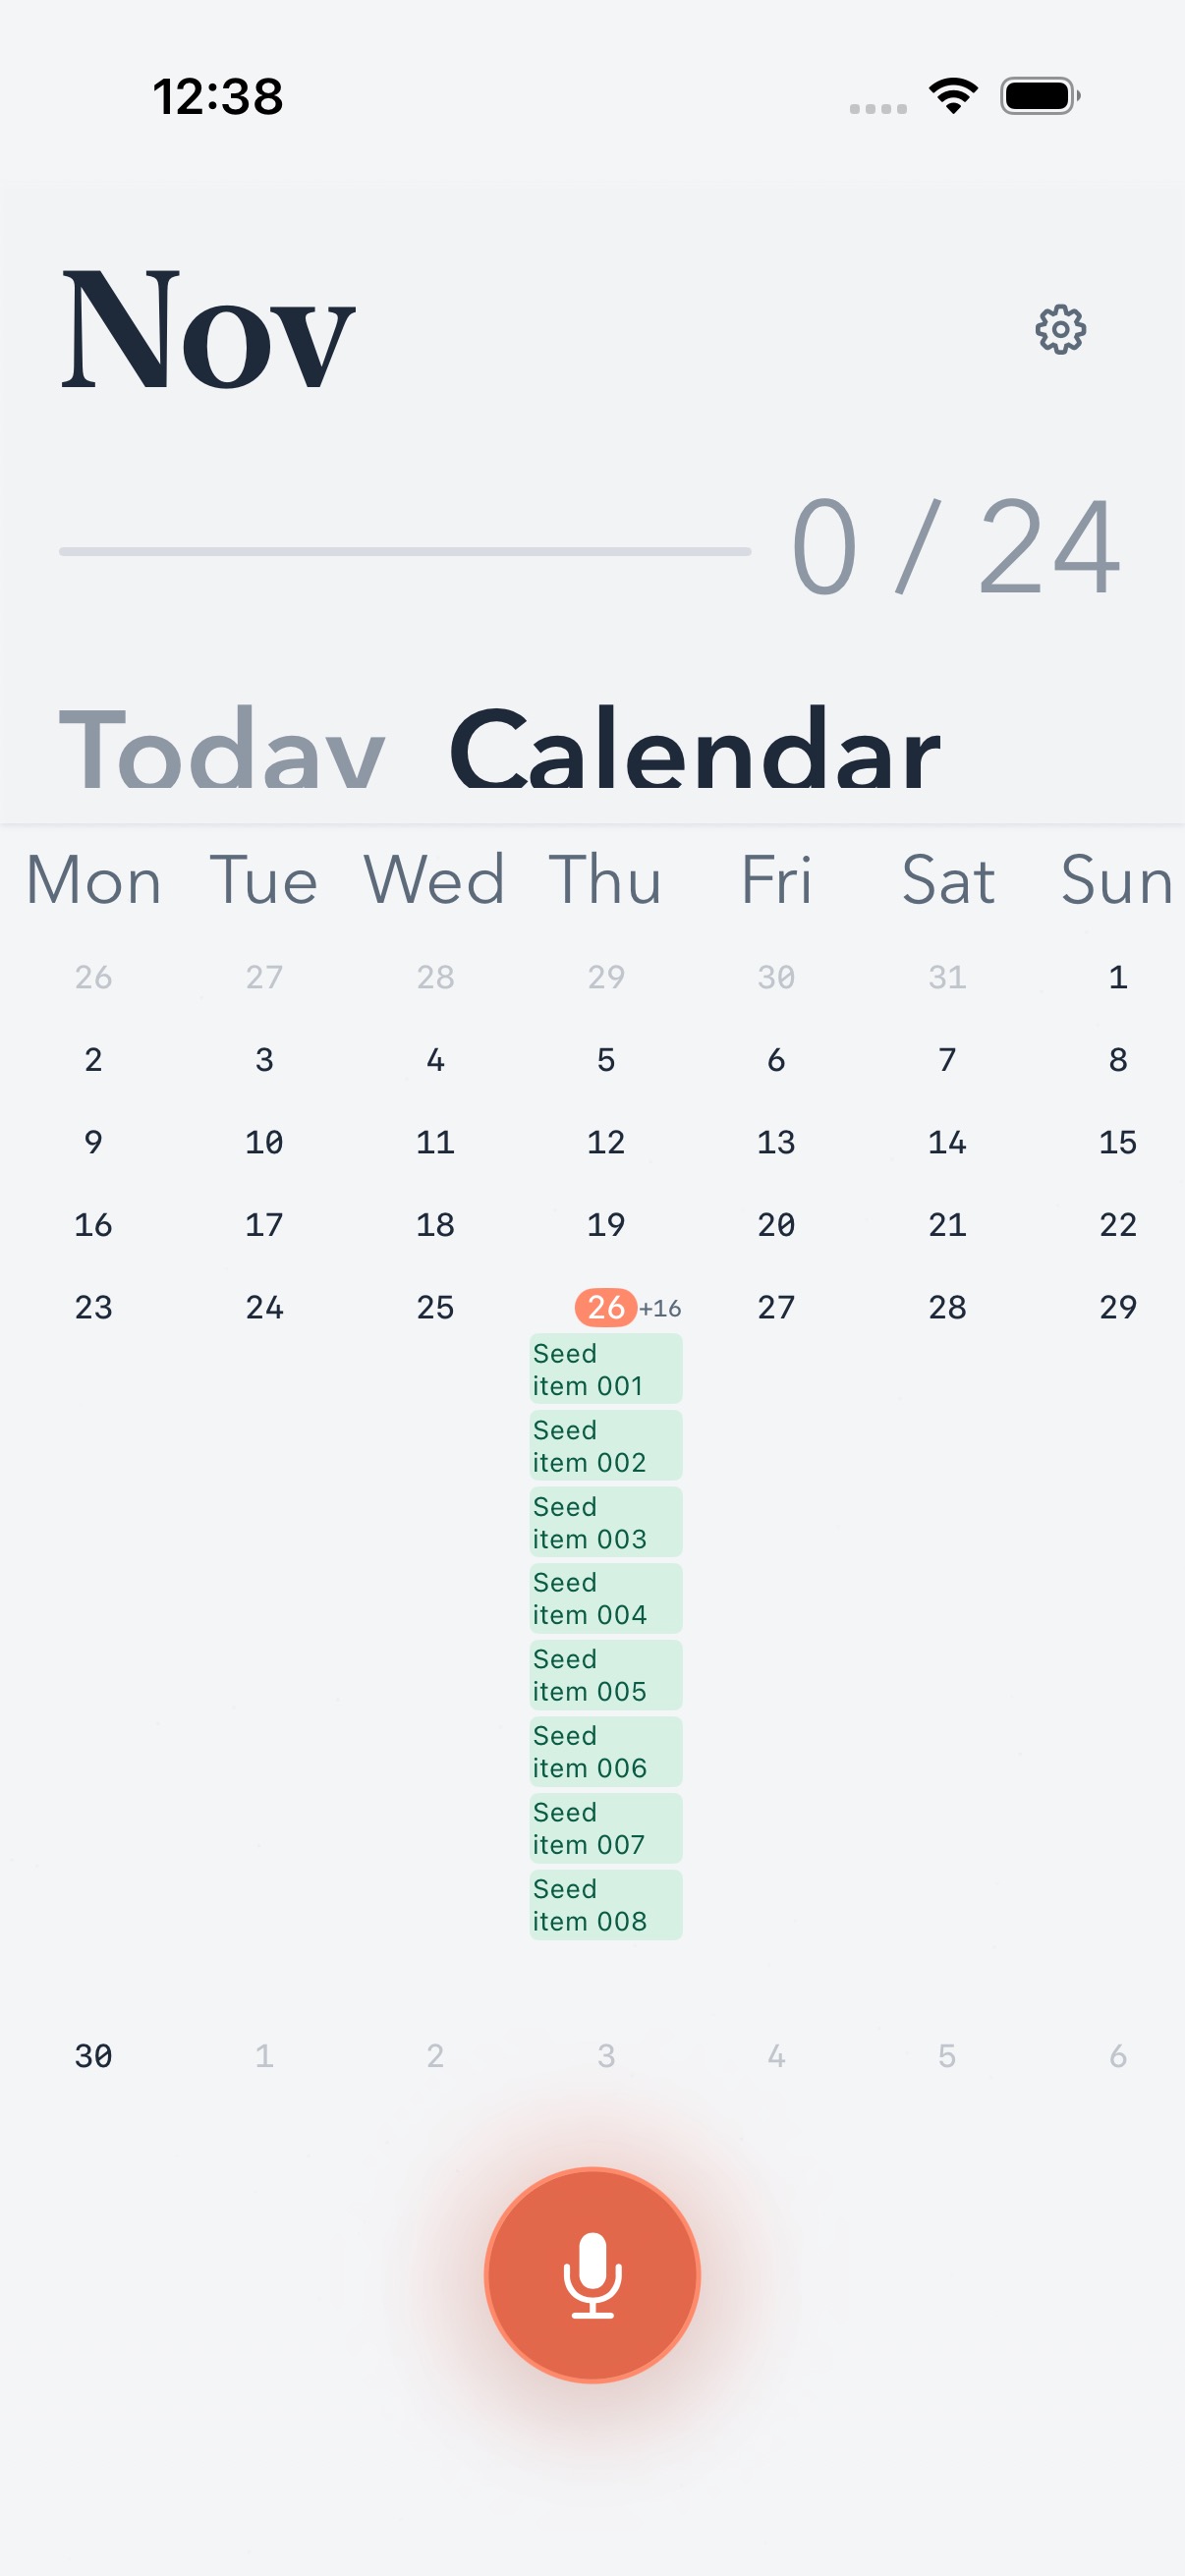 12:38
Nov
0 / 24
Today Calendar
Mon Tue Wed Thu Fri Sat Sun
26 27 28 29 30 31 1
2 3 4 5 6 7 8
9 10 11 12 13 14 15
16 17 18 19 20 21 22
23 24 25 26 +16 27 28 29
Seed
item 001
Seed
item 002
Seed
item 003
Seed
item 004
Seed
item 005
Seed
item 006
Seed
item 007
Seed
item 008
30 1 2 3 4 5 6